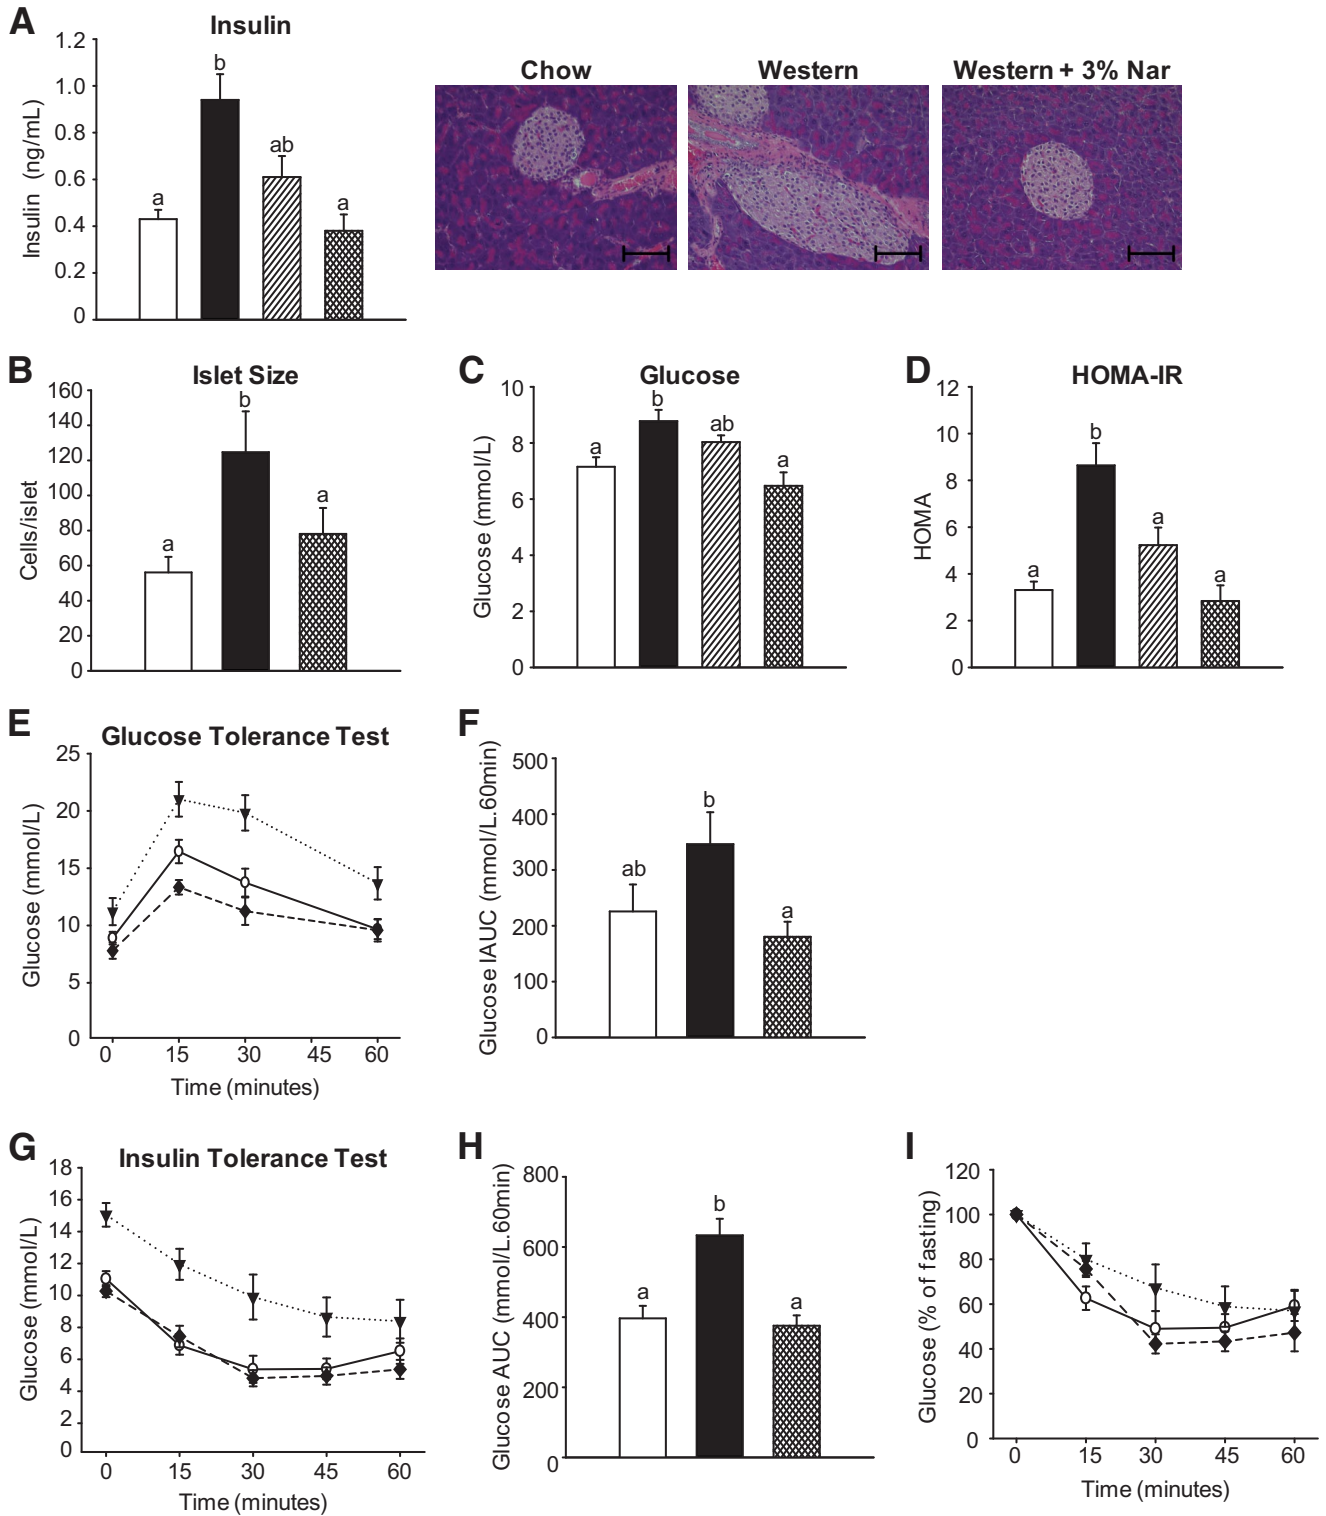 A
Insulin
1.2
1.0
0.8
0.6
0.4
0.2
0
Insulin (ng/mL)
a
b
ab
a
Chow
Western
Western + 3% Nar
B
Islet Size
160
140
120
100
80
60
40
20
0
Cells/islet
a
b
a
C
Glucose
10
8
6
4
2
0
Glucose (mmol/L)
a
b
ab
a
D
HOMA-IR
12
10
8
6
4
2
0
HOMA
a
b
a
a
E
Glucose Tolerance Test
25
20
15
10
5
0
Glucose (mmol/L)
0 15 30 45 60
Time (minutes)
F
500
400
300
200
100
0
Glucose IAUC (mmol/L.60min)
ab
b
a
G
Insulin Tolerance Test
18
16
14
12
10
8
6
4
2
0
Glucose (mmol/L)
0 15 30 45 60
Time (minutes)
H
800
600
400
200
0
Glucose AUC (mmol/L.60min)
a
b
a
I
120
100
80
60
40
20
0
Glucose (% of fasting)
0 15 30 45 60
Time (minutes)